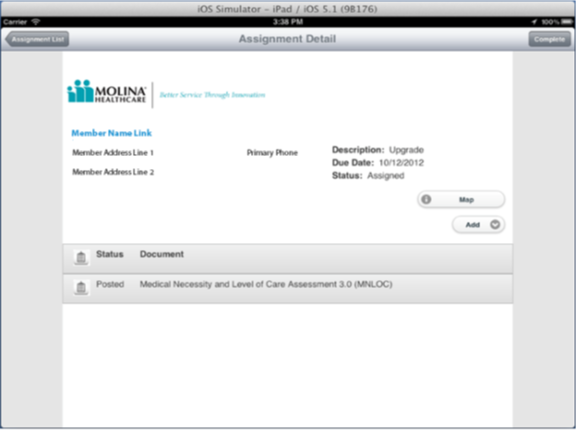 iOS Simulator – iPad / iOS 5.1 (9B176)
Carrier 3:38 PM 100%
Assignment List Assignment Detail Complete
MOLINA HEALTHCARE Better Service Through Innovation
Member Name Link
Member Address Line 1 Primary Phone Description: Upgrade
Due Date: 10/12/2012
Member Address Line 2 Status: Assigned
Map
Add
Status Document
Posted Medical Necessity and Level of Care Assessment 3.0 (MNLOC)